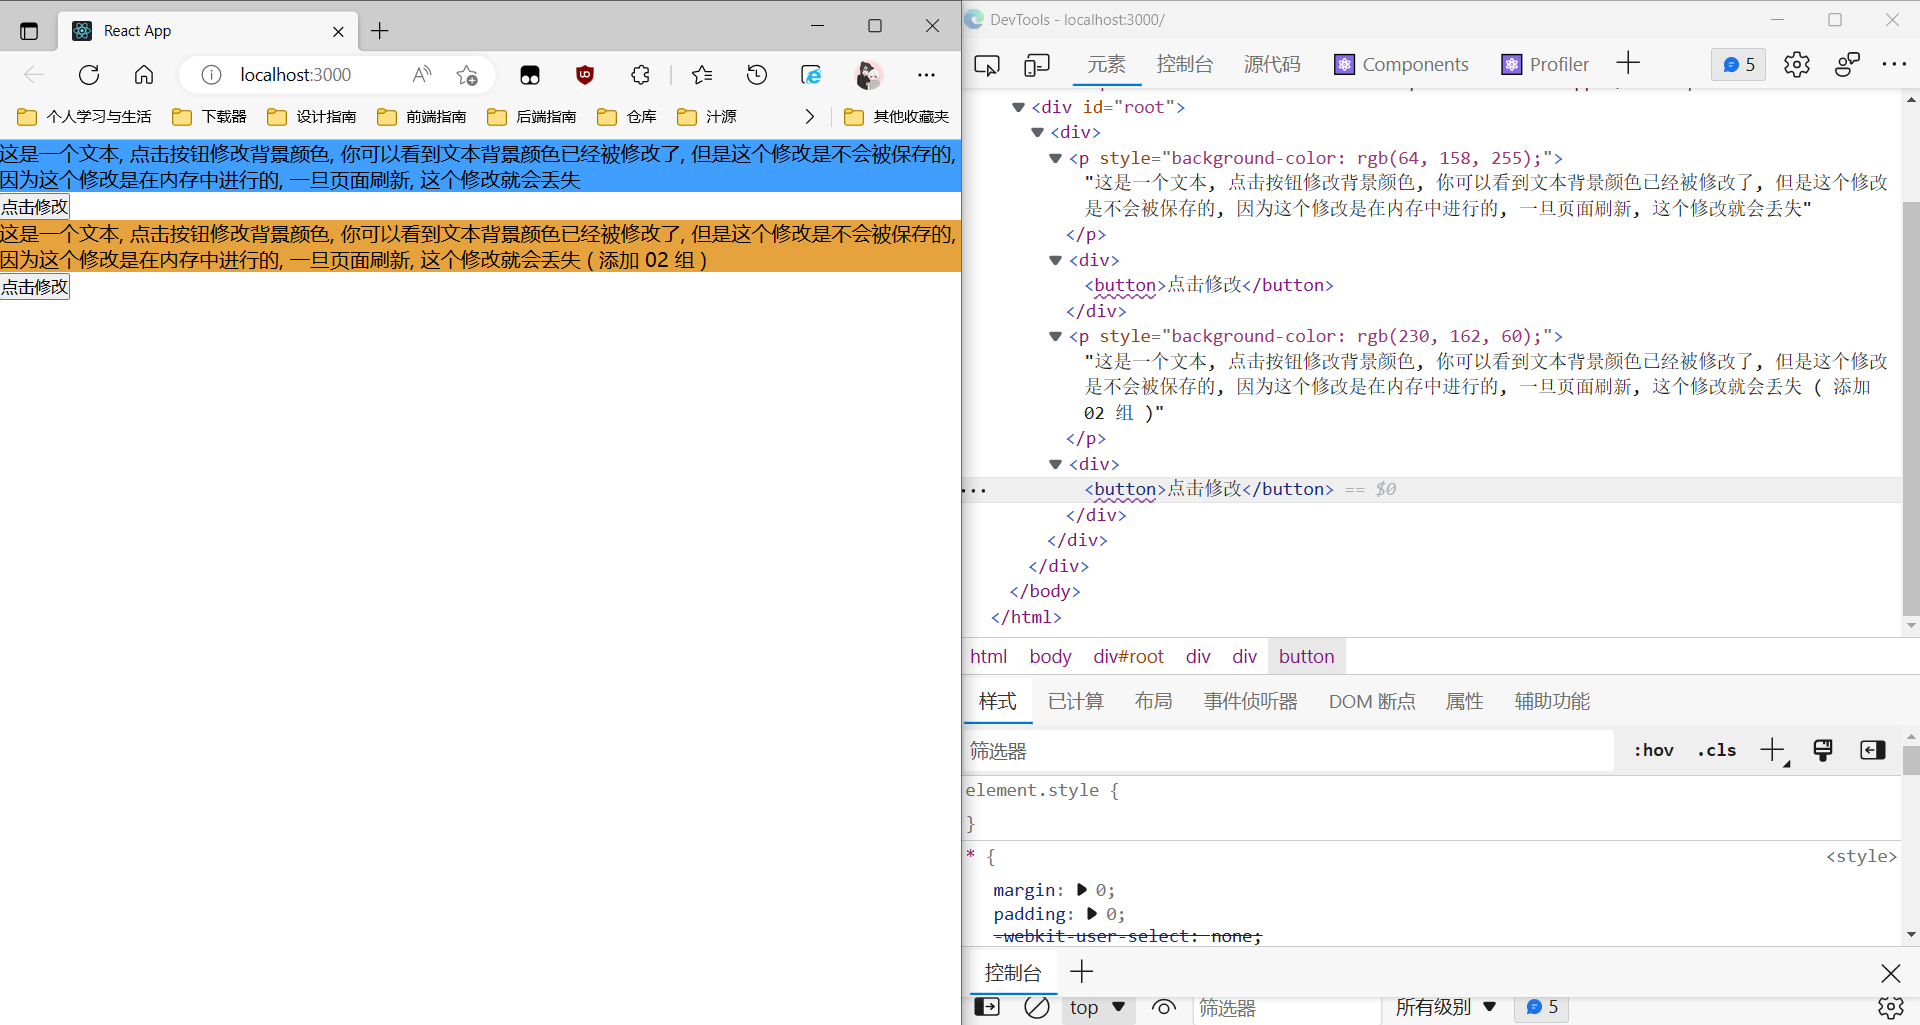 React App
localhost:3000
个人学习与生活
下载器
设计指南
前端指南
后端指南
仓库
汁源
其他收藏夹
这是一个文本, 点击按钮修改背景颜色, 你可以看到文本背景颜色已经被修改了, 但是这个修改是不会被保存的,
因为这个修改是在内存中进行的, 一旦页面刷新, 这个修改就会丢失
点击修改
这是一个文本, 点击按钮修改背景颜色, 你可以看到文本背景颜色已经被修改了, 但是这个修改是不会被保存的,
因为这个修改是在内存中进行的, 一旦页面刷新, 这个修改就会丢失 ( 添加 02 组 )
点击修改
DevTools - localhost:3000/
元素 控制台 源代码 Components Profiler 5
<div id="root">
<div>
<p style="background-color: rgb(64, 158, 255);">
"这是一个文本, 点击按钮修改背景颜色, 你可以看到文本背景颜色已经被修改了, 但是这个修改
是不会被保存的, 因为这个修改是在内存中进行的, 一旦页面刷新, 这个修改就会丢失"
</p>
<div>
<button>点击修改</button>
</div>
<p style="background-color: rgb(230, 162, 60);">
"这是一个文本, 点击按钮修改背景颜色, 你可以看到文本背景颜色已经被修改了, 但是这个修改
是不会被保存的, 因为这个修改是在内存中进行的, 一旦页面刷新, 这个修改就会丢失 ( 添加
02 组 )"
</p>
<div>
<button>点击修改</button> == $0
</div>
</div>
</div>
</body>
</html>
html body div#root div div button
样式 已计算 布局 事件侦听器 DOM 断点 属性 辅助功能
筛选器 :hov .cls
element.style {
}
* { <style>
margin: 0;
padding: 0;
-webkit-user-select: none;
控制台
top 筛选器 所有级别 5